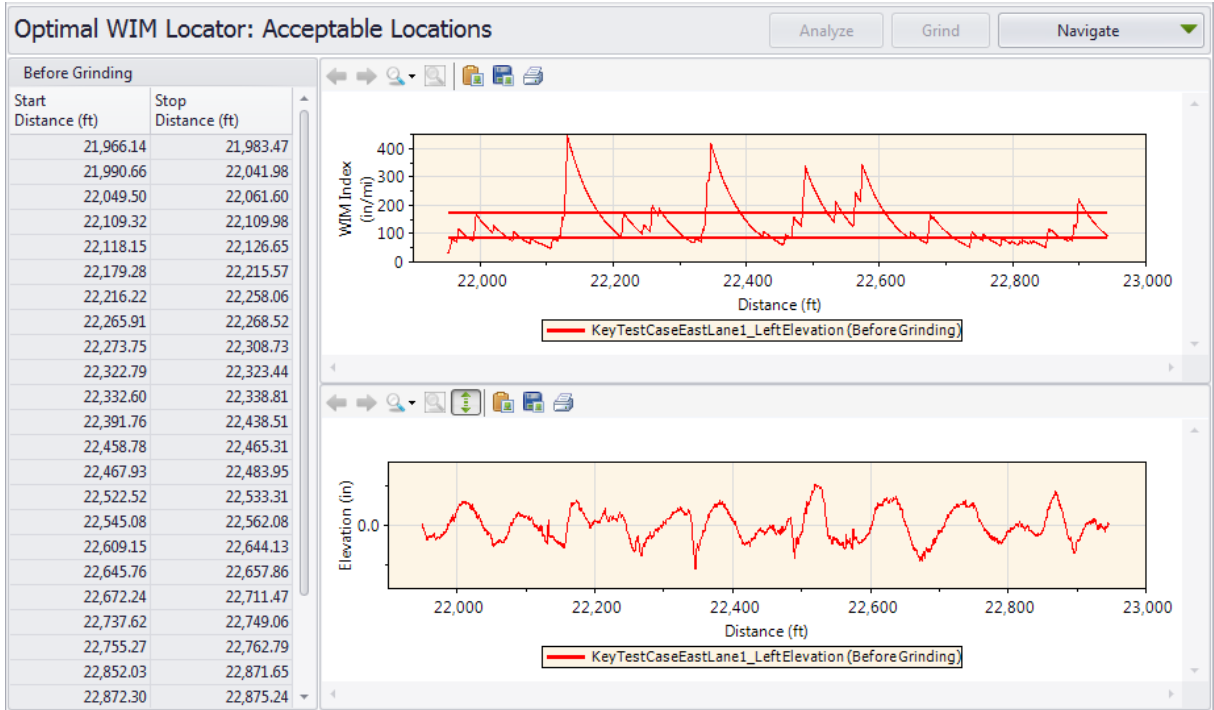 Optimal WIM Locator: Acceptable Locations
Analyze
Grind
Navigate
Before Grinding
Start Distance (ft) Stop Distance (ft)
21,966.14 21,983.47
21,990.66 22,041.98
22,049.50 22,061.60
22,109.32 22,109.98
22,118.15 22,126.65
22,179.28 22,215.57
22,216.22 22,258.06
22,265.91 22,268.52
22,273.75 22,308.73
22,322.79 22,323.44
22,332.60 22,338.81
22,391.76 22,438.51
22,458.78 22,465.31
22,467.93 22,483.95
22,522.52 22,533.31
22,545.08 22,562.08
22,609.15 22,644.13
22,645.76 22,657.86
22,672.24 22,711.47
22,737.62 22,749.06
22,755.27 22,762.79
22,852.03 22,871.65
22,872.30 22,875.24
WIM Index
(in/mi)
400
300
200
100
0
22,000 22,200 22,400 22,600 22,800 23,000
Distance (ft)
KeyTestCaseEastLane1_LeftElevation (Before Grinding)
Elevation (in)
0.0
22,000 22,200 22,400 22,600 22,800 23,000
Distance (ft)
KeyTestCaseEastLane1_LeftElevation (Before Grinding)